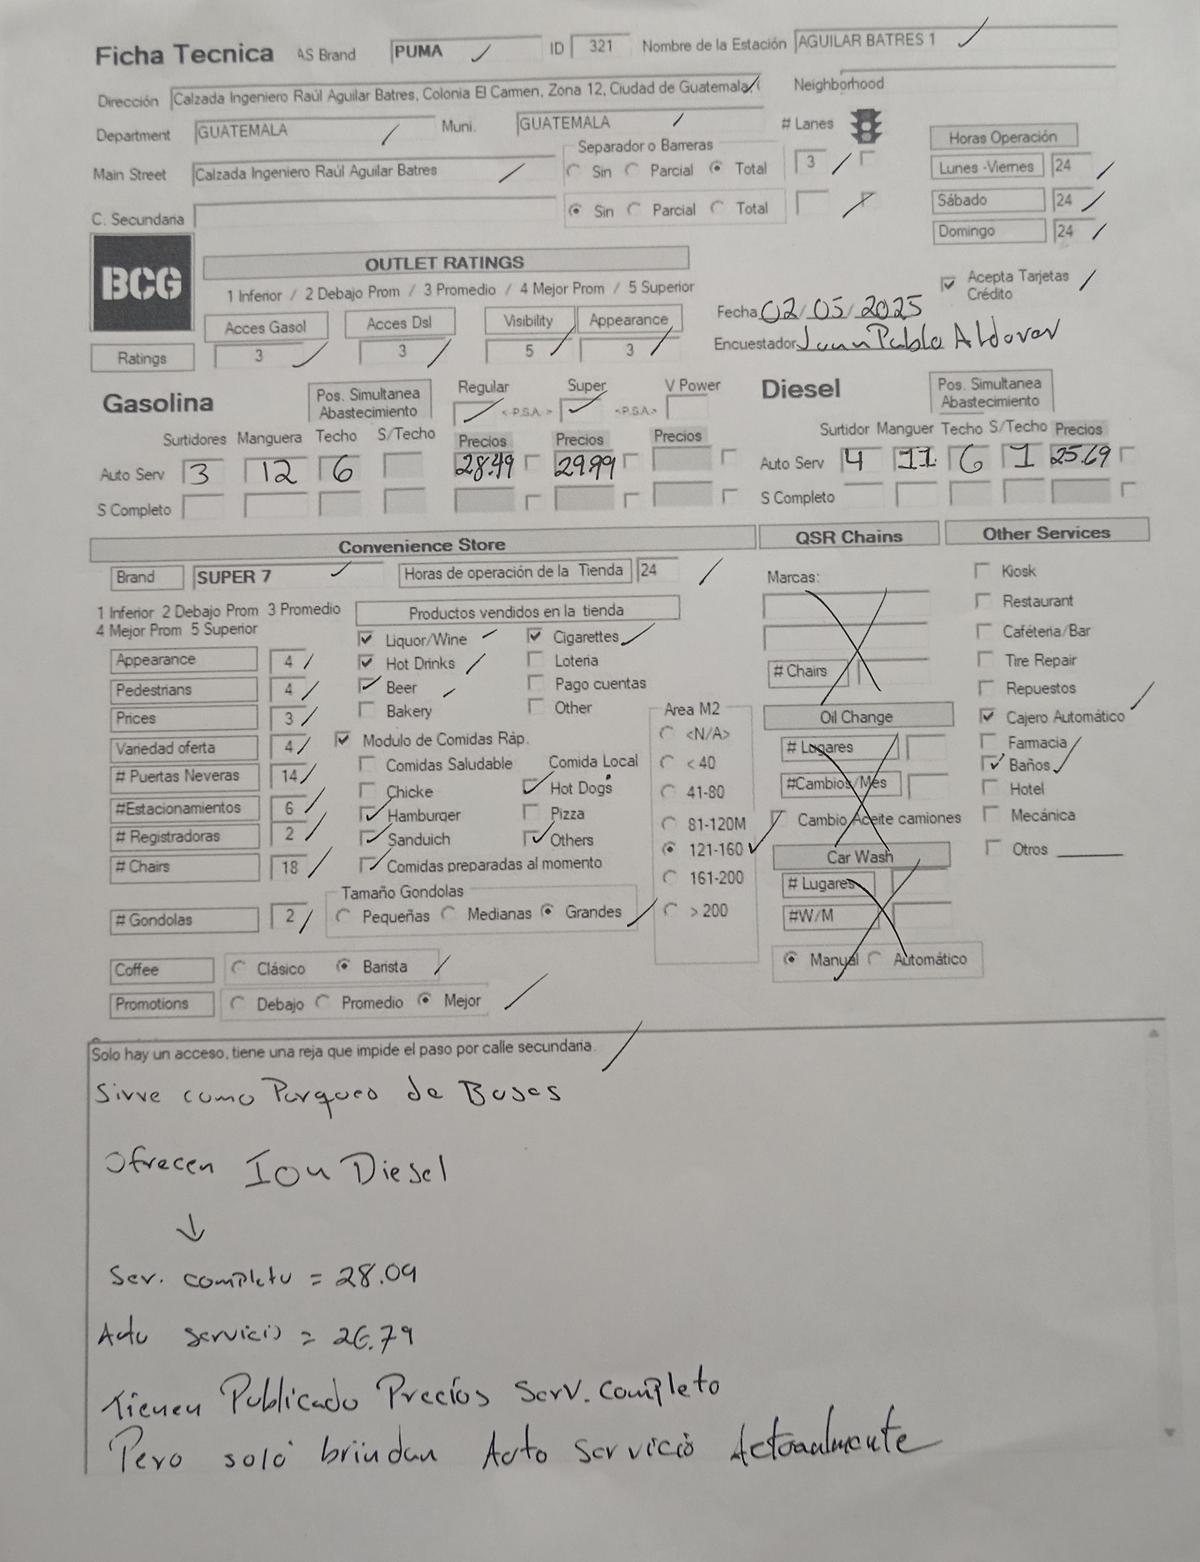 Ficha Tecnica AS Brand PUMA ID 321 Nombre de la Estación AGUILAR BATRES 1
Dirección Calzada Ingeniero Raúl Aguilar Batres, Colonia El Carmen, Zona 12, Ciudad de Guatemala, Neighborhood
Department GUATEMALA Muni. GUATEMALA # Lanes
Horas Operación
Separador o Barreras
Main Street Calzada Ingeniero Raúl Aguilar Batres Sin Parcial Total 3 Lunes -Viernes 24
C. Secundaria Sin Parcial Total Sábado 24
Domingo 24
BCG
OUTLET RATINGS
1 Inferior / 2 Debajo Prom / 3 Promedio / 4 Mejor Prom / 5 Superior
Acepta Tarjetas Crédito
Acces Gasol Acces Dsl Visibility Appearance Fecha 02/05/2025
Ratings 3 3 5 3 Encuestador Juan Pablo Aldovar
Gasolina Pos. Simultanea Abastecimiento Regular <-P.S.A.-> Super <-P.S.A.-> V Power Diesel Pos. Simultanea Abastecimiento
Surtidores Manguera Techo S/Techo Precios Precios Precios Surtidor Manguer Techo S/Techo Precios
Auto Serv 3 12 6 28.49 29.99 Auto Serv 4 11 6 1 25.69
S Completo S Completo
Convenience Store QSR Chains Other Services
Brand SUPER 7 Horas de operación de la Tienda 24 Marcas: Kiosk
1 Inferior 2 Debajo Prom 3 Promedio Productos vendidos en la tienda Restaurant
4 Mejor Prom 5 Superior Liquor/Wine Cigarettes Caféteria/Bar
Appearance 4 Hot Drinks Loteria # Chairs Tire Repair
Pedestrians 4 Beer Pago cuentas Repuestos
Prices 3 Bakery Other Area M2 Oil Change Cajero Automático
Variedad oferta 4 Modulo de Comidas Ráp. <N/A> # Lugares Farmacia
# Puertas Neveras 14 Comidas Saludable Comida Local < 40 #Cambios/Mes Baños
#Estacionamientos 6 Chicke Hot Dogs 41-80 Hotel
# Registradoras 2 Hamburger Pizza 81-120M Cambio Aceite camiones Mecánica
# Chairs 18 Sanduich Others 121-160 Car Wash Otros
Comidas preparadas al momento 161-200 # Lugares
Tamaño Gondolas
# Gondolas 2 Pequeñas Medianas Grandes > 200 #W/M
Coffee Clásico Barista Manual Automático
Promotions Debajo Promedio Mejor
Solo hay un acceso, tiene una reja que impide el paso por calle secundaria.
Sirve como Parqueo de Buses
Ofrecen Ion Diesel
↓
Ser. completo = 28.09
Auto servicio = 26.79
Tienen Publicado Precios Serv. completo
Pero solo brindan Auto servicio Actualmente